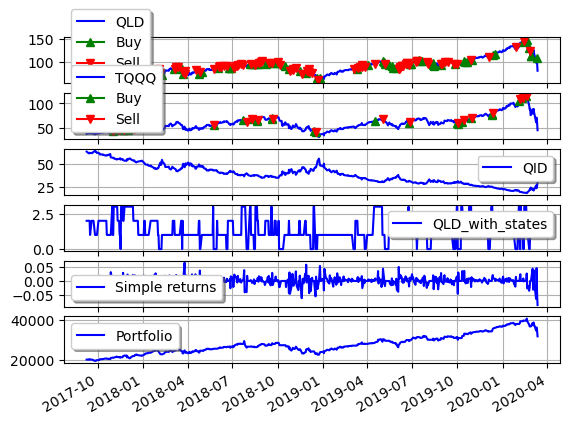 QLD
Buy
Sell
150
100
TQQQ
Buy
Sell
100
50
QID
50
25
QLD_with_states
2.5
0.0
Simple returns
0.05
0.00
−0.05
Portfolio
40000
20000
2017-10 2018-01 2018-04 2018-07 2018-10 2019-01 2019-04 2019-07 2019-10 2020-01 2020-04